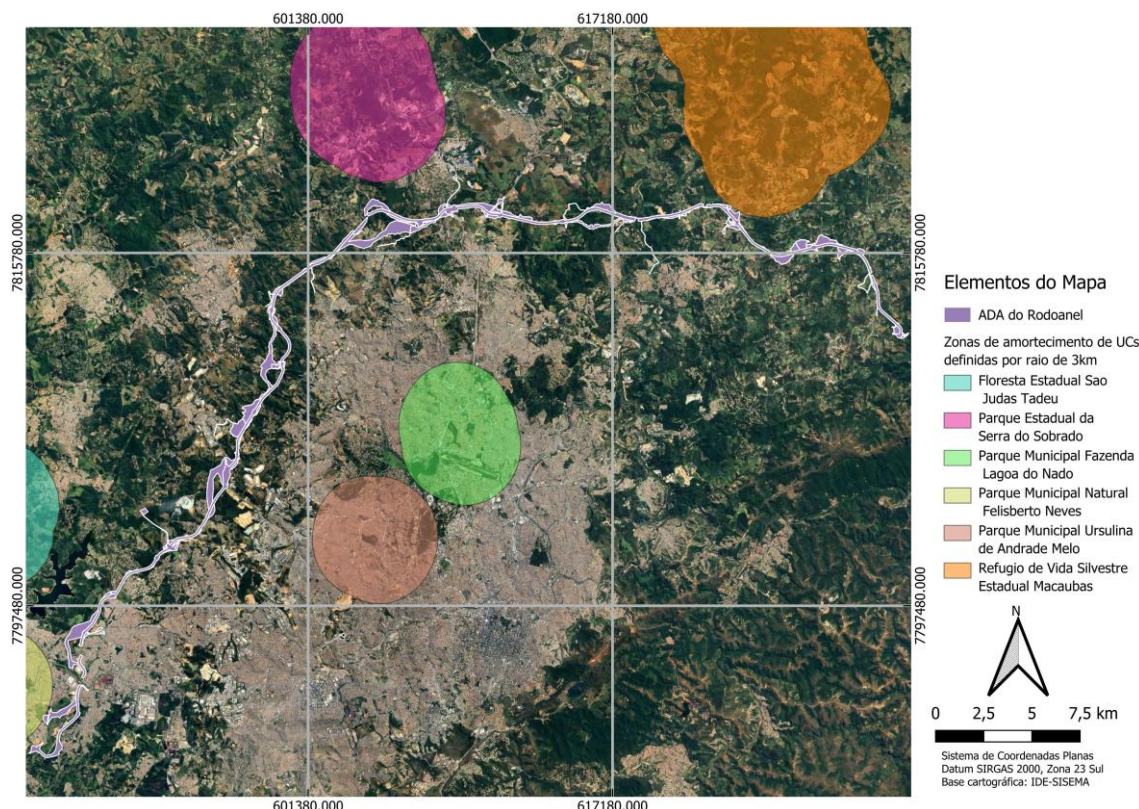 601380.000
617180.000
7815780.000
7815780.000
7797480.000
7797480.000
601380.000
617180.000
Elementos do Mapa
ADA do Rodoanel
Zonas de amortecimento de UCs
definidas por raio de 3km
Floresta Estadual Sao
Judas Tadeu
Parque Estadual da
Serra do Sobrado
Parque Municipal Fazenda
Lagoa do Nado
Parque Municipal Natural
Felisberto Neves
Parque Municipal Ursulina
de Andrade Melo
Refugio de Vida Silvestre
Estadual Macaubas
N
0 2,5 5 7,5 km
Sistema de Coordenadas Planas
Datum SIRGAS 2000, Zona 23 Sul
Base cartográfica: IDE-SISEMA